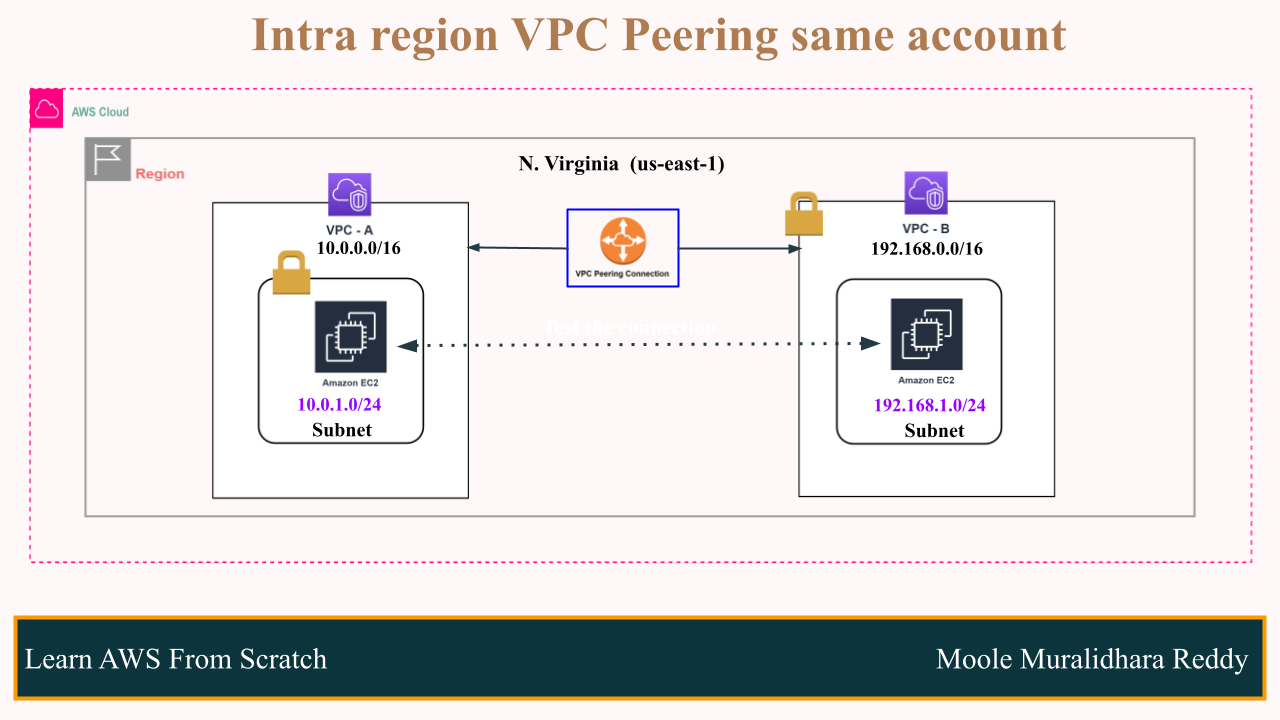 Intra region VPC Peering same account
AWS Cloud
Region
N. Virginia (us-east-1)
VPC - A
10.0.0.0/16
VPC Peering Connection
VPC - B
192.168.0.0/16
Test the connection
Amazon EC2
10.0.1.0/24
Subnet
Amazon EC2
192.168.1.0/24
Subnet
Learn AWS From Scratch
Moole Muralidhara Reddy